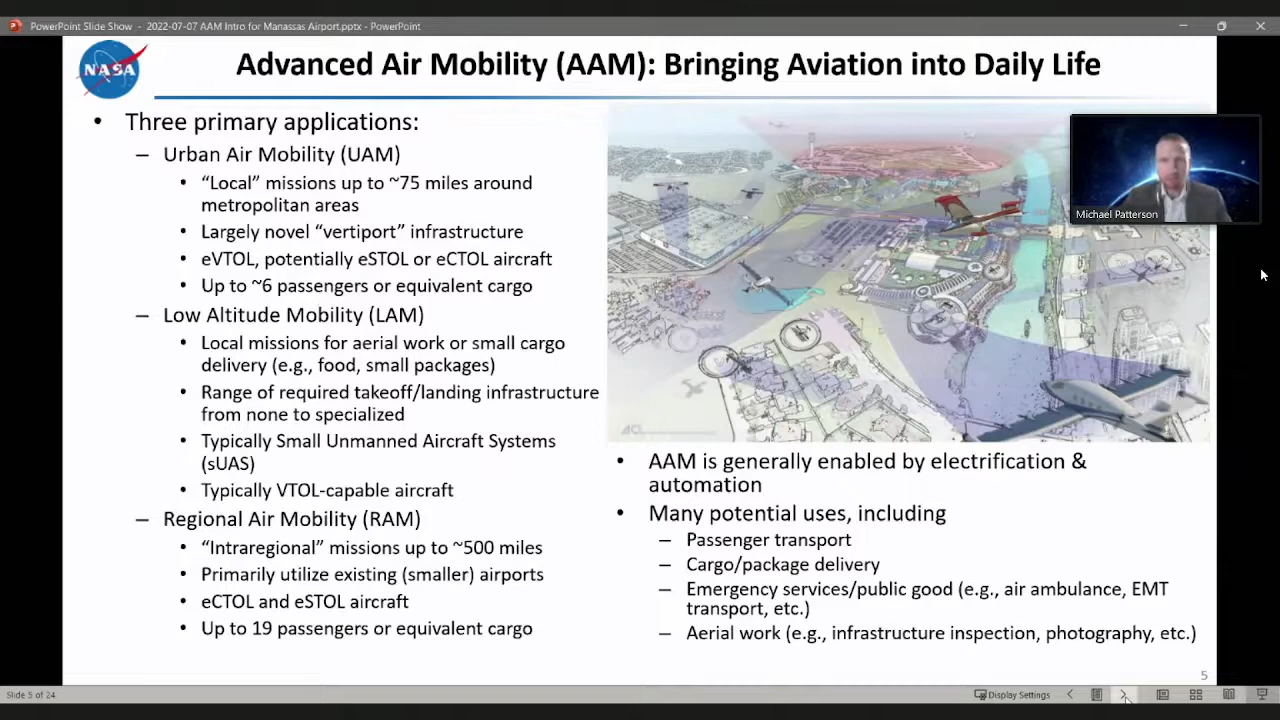 PowerPoint Slide Show - 2022-07-07 AAM Intro for Manassas Airport.pptx - PowerPoint
NASA
Advanced Air Mobility (AAM): Bringing Aviation into Daily Life
• Three primary applications:
– Urban Air Mobility (UAM)
• “Local” missions up to ~75 miles around
metropolitan areas
• Largely novel “vertiport” infrastructure
• eVTOL, potentially eSTOL or eCTOL aircraft
• Up to ~6 passengers or equivalent cargo
– Low Altitude Mobility (LAM)
• Local missions for aerial work or small cargo
delivery (e.g., food, small packages)
• Range of required takeoff/landing infrastructure
from none to specialized
• Typically Small Unmanned Aircraft Systems
(sUAS)
• Typically VTOL-capable aircraft
– Regional Air Mobility (RAM)
• “Intraregional” missions up to ~500 miles
• Primarily utilize existing (smaller) airports
• eCTOL and eSTOL aircraft
• Up to 19 passengers or equivalent cargo
Michael Patterson
• AAM is generally enabled by electrification &
automation
• Many potential uses, including
– Passenger transport
– Cargo/package delivery
– Emergency services/public good (e.g., air ambulance, EMT
transport, etc.)
– Aerial work (e.g., infrastructure inspection, photography, etc.)
5
Slide 5 of 24
Display Settings